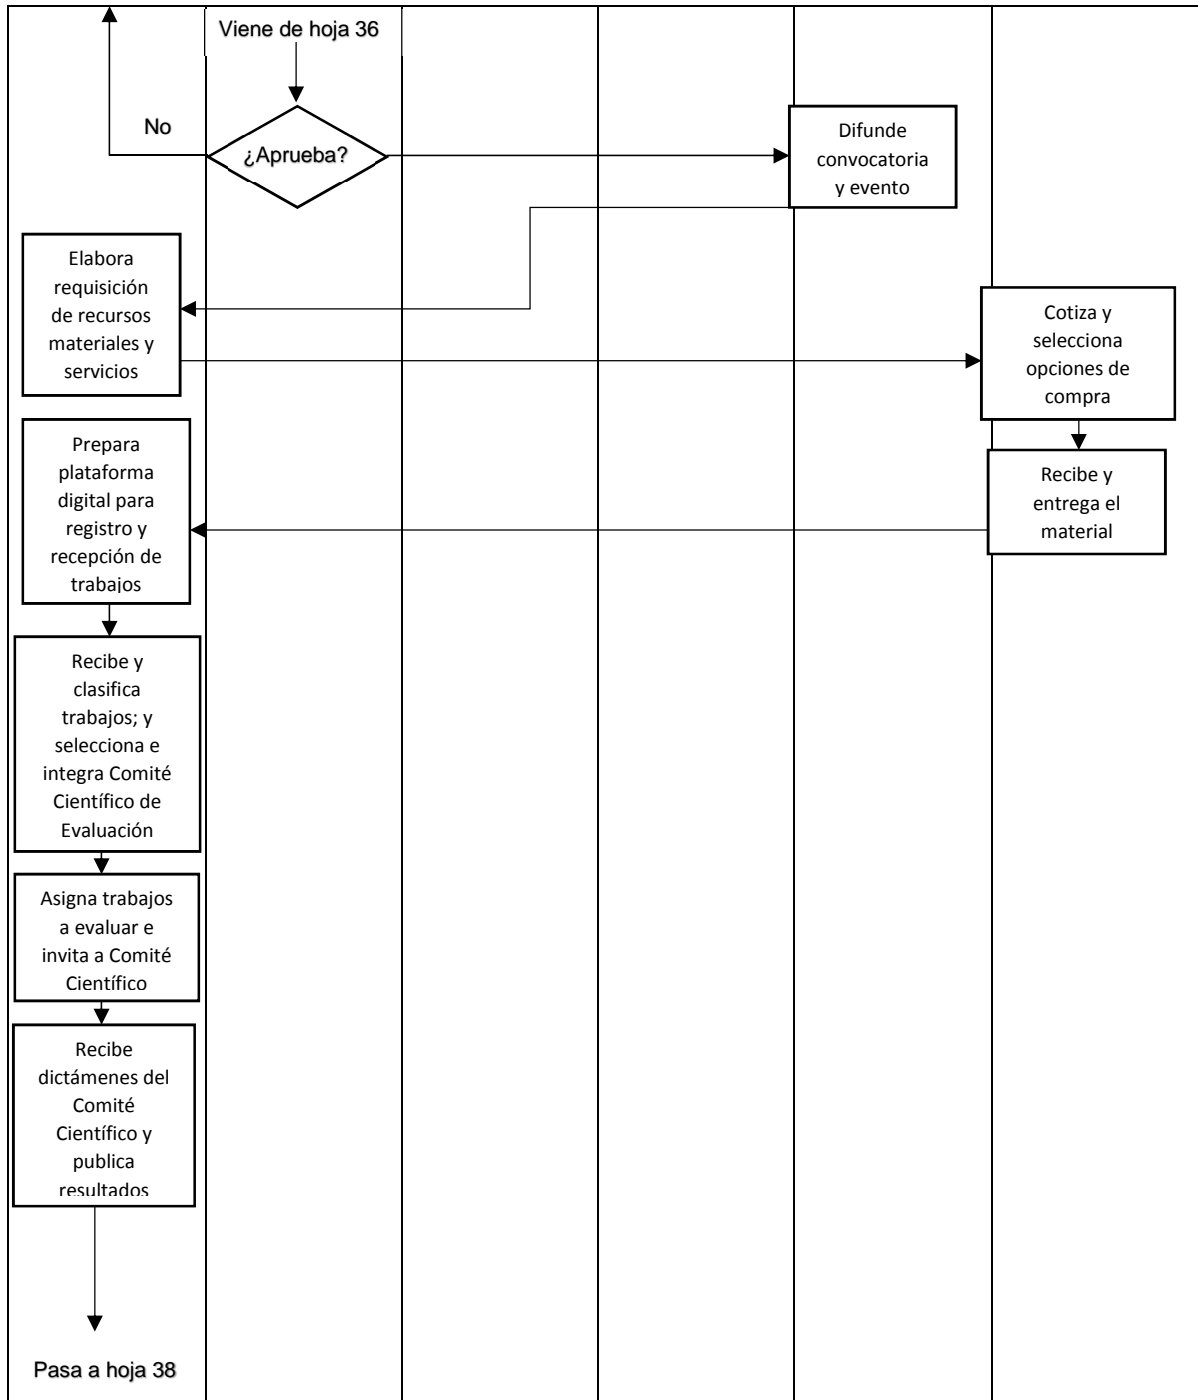 Viene de hoja 36
No
¿Aprueba?
Difunde
convocatoria
y evento
Elabora
requisición
de recursos
materiales y
servicios
Cotiza y
selecciona
opciones de
compra
Prepara
plataforma
digital para
registro y
recepción de
trabajos
Recibe y
entrega el
material
Recibe y
clasifica
trabajos; y
selecciona e
integra Comité
Científico de
Evaluación
Asigna trabajos
a evaluar e
invita a Comité
Científico
Recibe
dictámenes del
Comité
Científico y
publica
resultados
Pasa a hoja 38